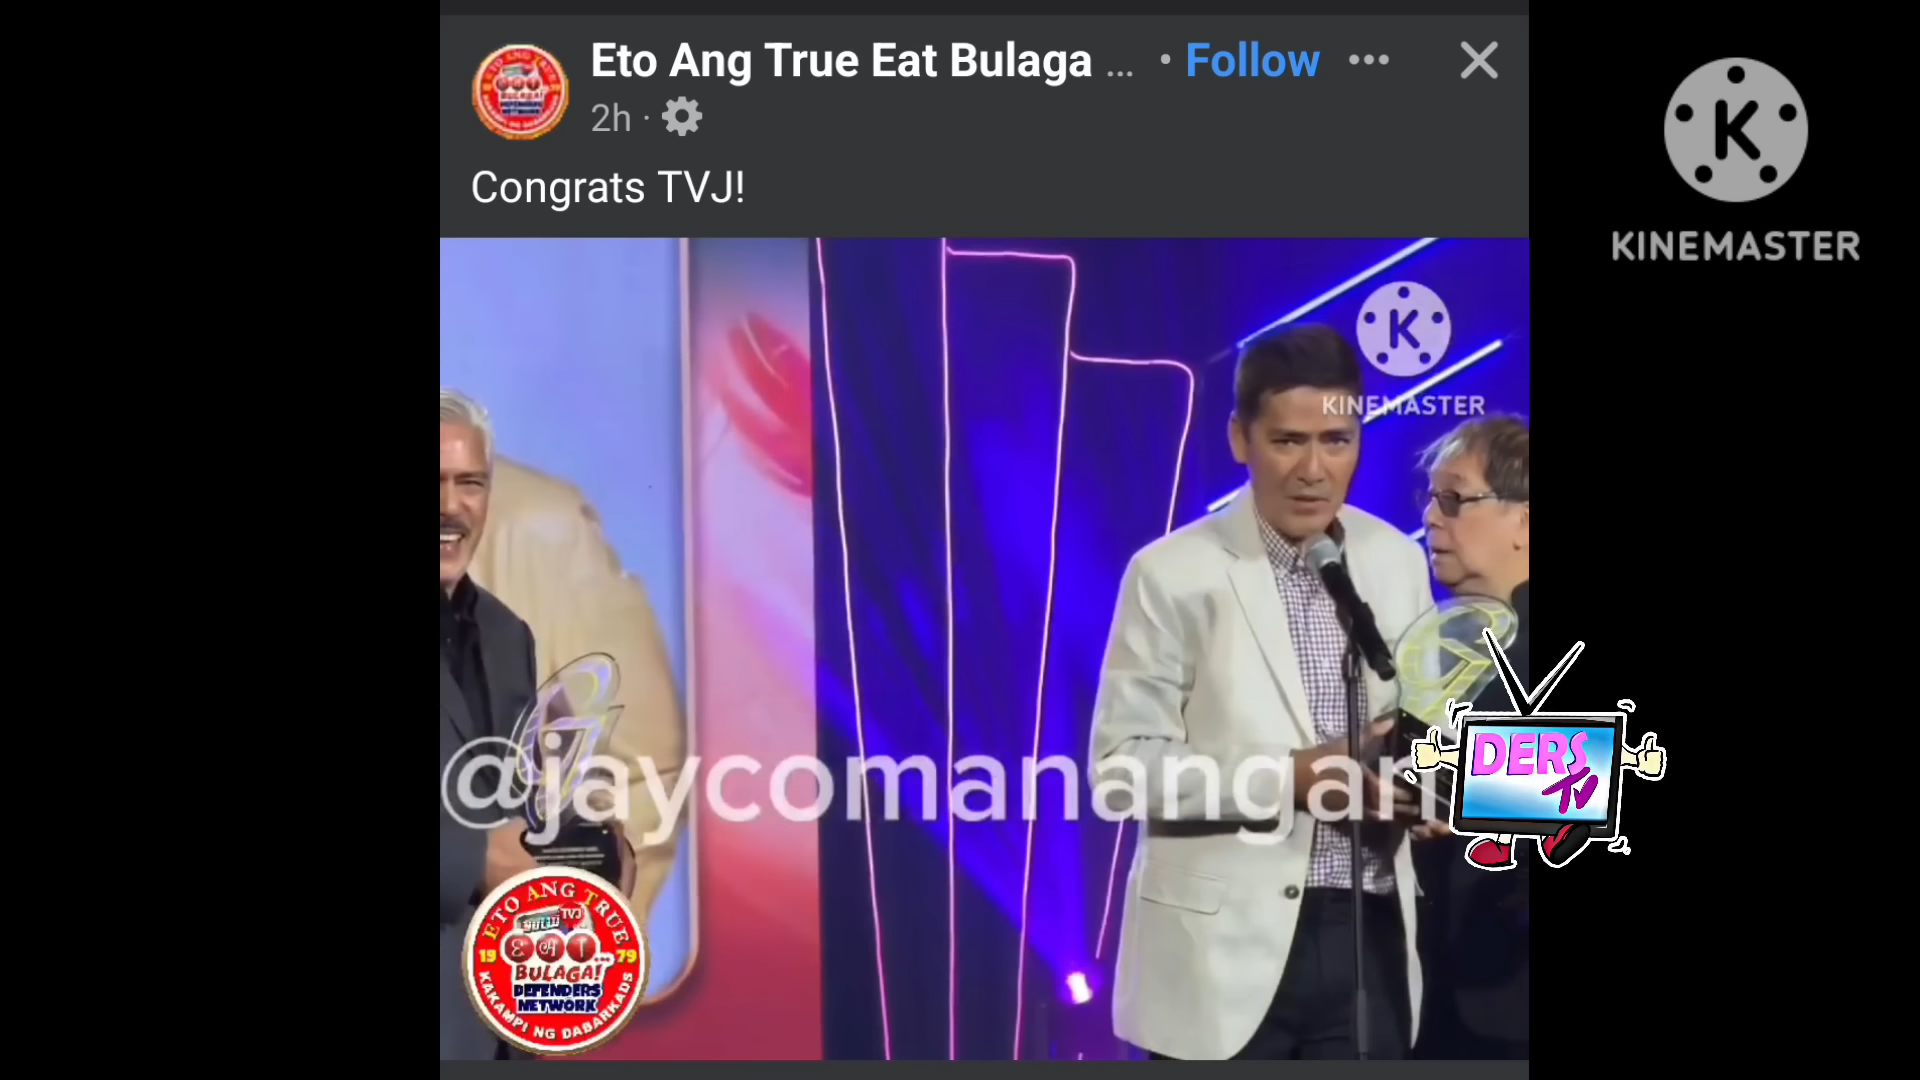 Eto Ang True Eat Bulaga ... • Follow •••
2h ·
Congrats TVJ!
K
KINEMASTER
K
KINEMASTER
@jaycomanangan
DERS
TV
ETO ANG TRUE
TVJ
EAT...
19 79
BULAGA!
DEFENDERS
NETWORK
KAKAMPI NG DABARKADS